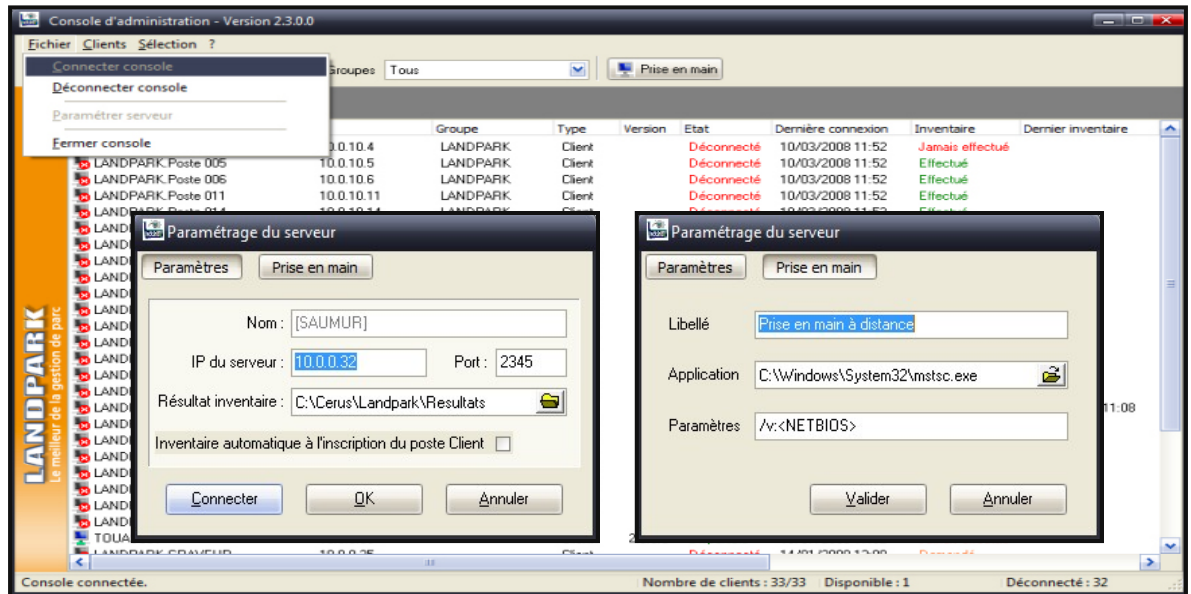 Console d'administration - Version 2.3.0.0
Fichier Clients Sélection ?
Connecter console
Déconnecter console
Paramétrer serveur
Fermer console
Groupes Tous Prise en main
Groupe Type Version Etat Dernière connexion Inventaire Dernier inventaire
10.0.10.4 LANDPARK Client Déconnecté 10/03/2008 11:52 Jamais effectué
LANDPARK.Poste 005 10.0.10.5 LANDPARK Client Déconnecté 10/03/2008 11:52 Effectué
LANDPARK.Poste 006 10.0.10.6 LANDPARK Client Déconnecté 10/03/2008 11:52 Effectué
LANDPARK.Poste 011 10.0.10.11 LANDPARK Client Déconnecté 10/03/2008 11:52 Effectué
LANDPARK
Le meilleur de la gestion de parc
Paramétrage du serveur
Paramètres Prise en main
Nom : [SAUMUR]
IP du serveur : 10.0.0.32 Port : 2345
Résultat inventaire : C:\Cerus\Landpark\Resultats
Inventaire automatique à l'inscription du poste Client
Connecter OK Annuler
Paramétrage du serveur
Paramètres Prise en main
Libellé Prise en main à distance
Application C:\Windows\System32\mstsc.exe
Paramètres /v:<NETBIOS>
Valider Annuler
11:08
TOUA
Console connectée. Nombre de clients : 33/33 Disponible : 1 Déconnecté : 32